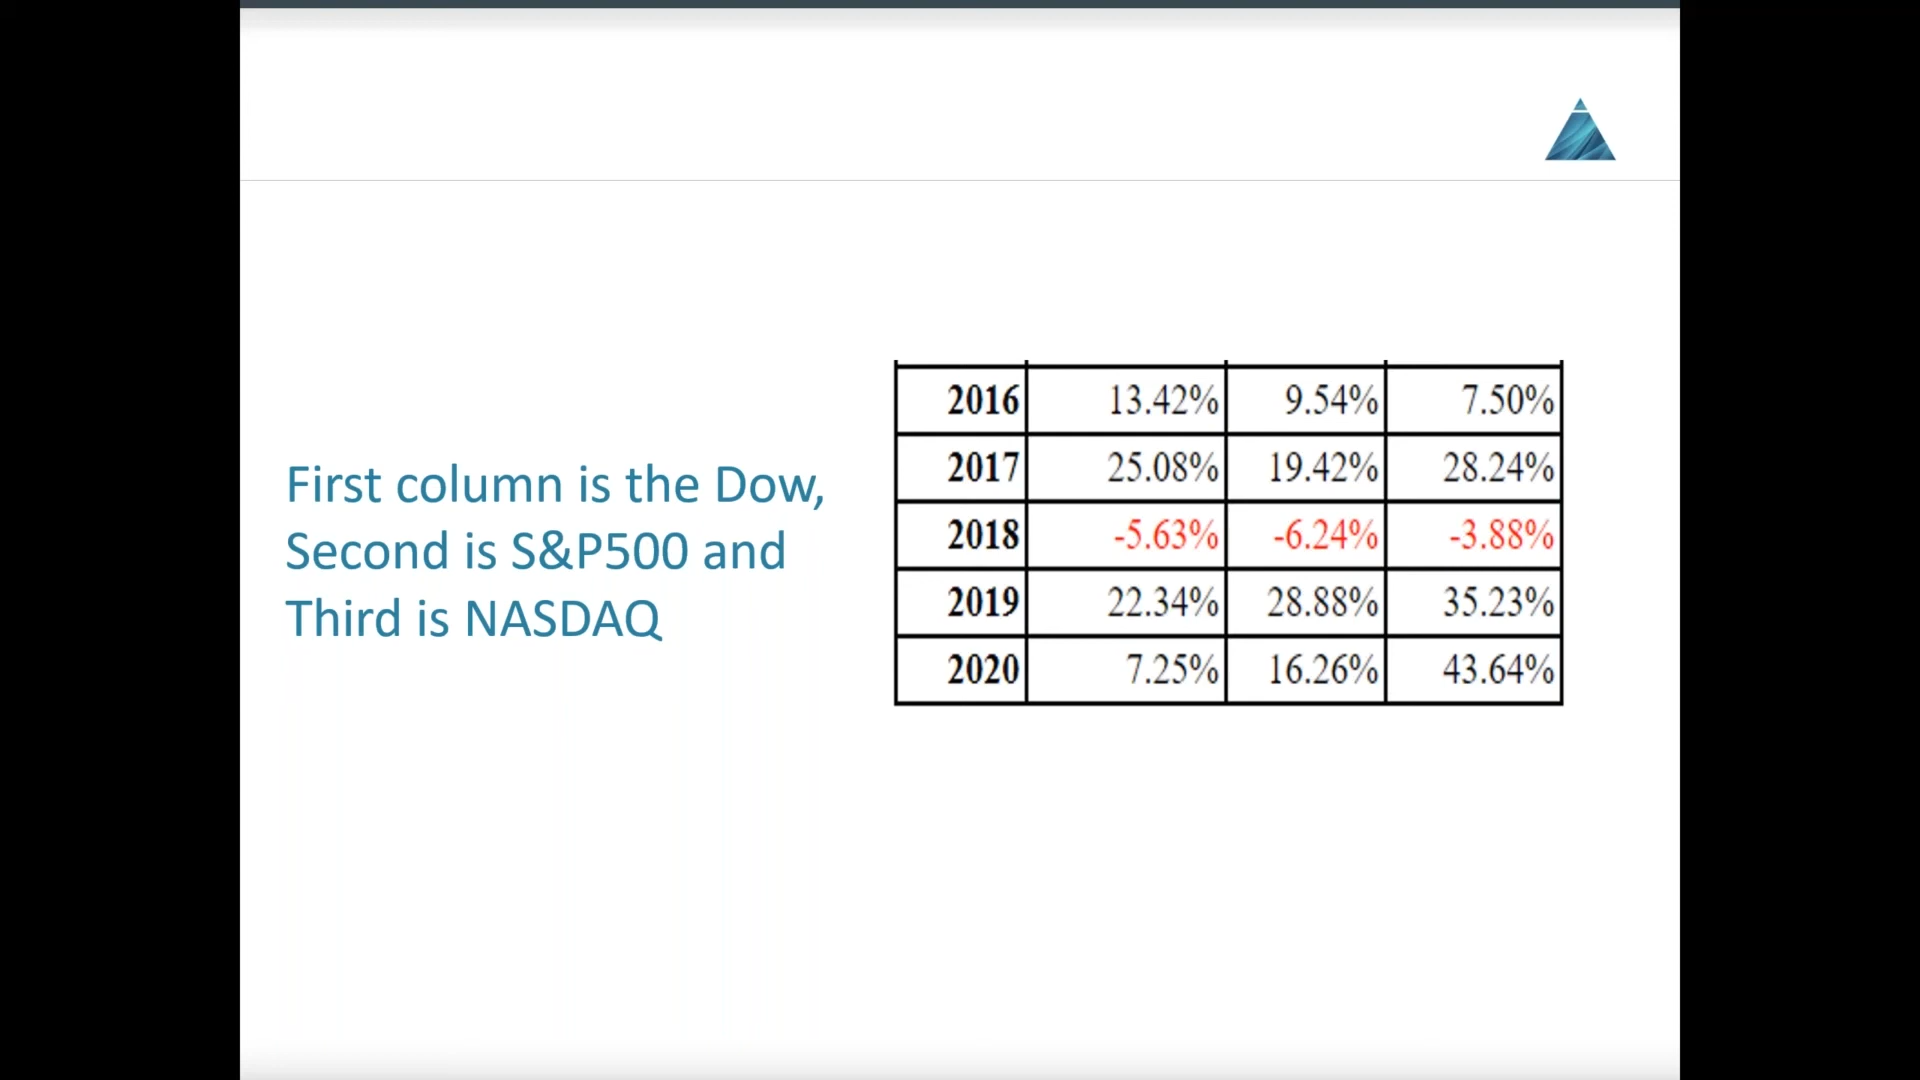 First column is the Dow,
Second is S&P500 and
Third is NASDAQ
2016 13.42% 9.54% 7.50%
2017 25.08% 19.42% 28.24%
2018 -5.63% -6.24% -3.88%
2019 22.34% 28.88% 35.23%
2020 7.25% 16.26% 43.64%